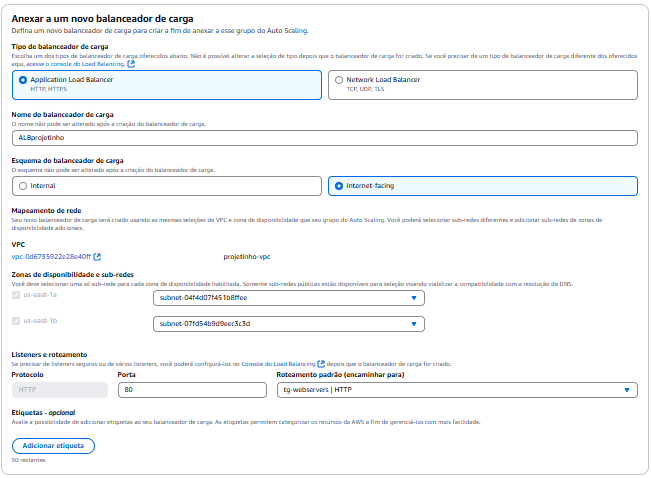 Anexar a um novo balanceador de carga
Defina um novo balanceador de carga para criar a fim de anexar a esse grupo do Auto Scaling.
Tipo de balanceador de carga
Escolha um dos tipos de balanceador de carga oferecidos abaixo. Não é possível alterar a seleção de tipo depois que o balanceador de carga for criado. Se você precisar de um tipo de balanceador de carga diferente dos oferecidos
aqui, acesse o console do Load Balancing.
Application Load Balancer
HTTP, HTTPS
Network Load Balancer
TCP, UDP, TLS
Nome do balanceador de carga
O nome não pode ser alterado após a criação do balanceador de carga.
ALBprojetinho
Esquema do balanceador de carga
O esquema não pode ser alterado após a criação do balanceador de carga.
Internal
Internet-facing
Mapeamento de rede
Seu novo balanceador de carga será criado usando as mesmas seleções de VPC e zona de disponibilidade que seu grupo do Auto Scaling. Você poderá selecionar sub-redes diferentes e adicionar sub-redes de zonas de
disponibilidade adicionais.
VPC
vpc-0d6735922e28e40ff
projetinho-vpc
Zonas de disponibilidade e sub-redes
Você deve selecionar uma só sub-rede para cada zona de disponibilidade habilitada. Somente sub-redes públicas estão disponíveis para seleção visando viabilizar a compatibilidade com a resolução de DNS.
us-east-1a
subnet-04f4d07f451b8ffee
us-east-1b
subnet-07fd54b9d9eec3c3d
Listeners e roteamento
Se precisar de listeners seguros ou de vários listeners, você poderá configurá-los no Console do Load Balancing depois que o balanceador de carga for criado.
Protocolo
Porta
Roteamento padrão (encaminhar para)
HTTP
80
tg-webservers | HTTP
Etiquetas - opcional
Avalie a possibilidade de adicionar etiquetas ao seu balanceador de carga. As etiquetas permitem categorizar os recursos da AWS a fim de gerenciá-los com mais facilidade.
Adicionar etiqueta
50 restantes